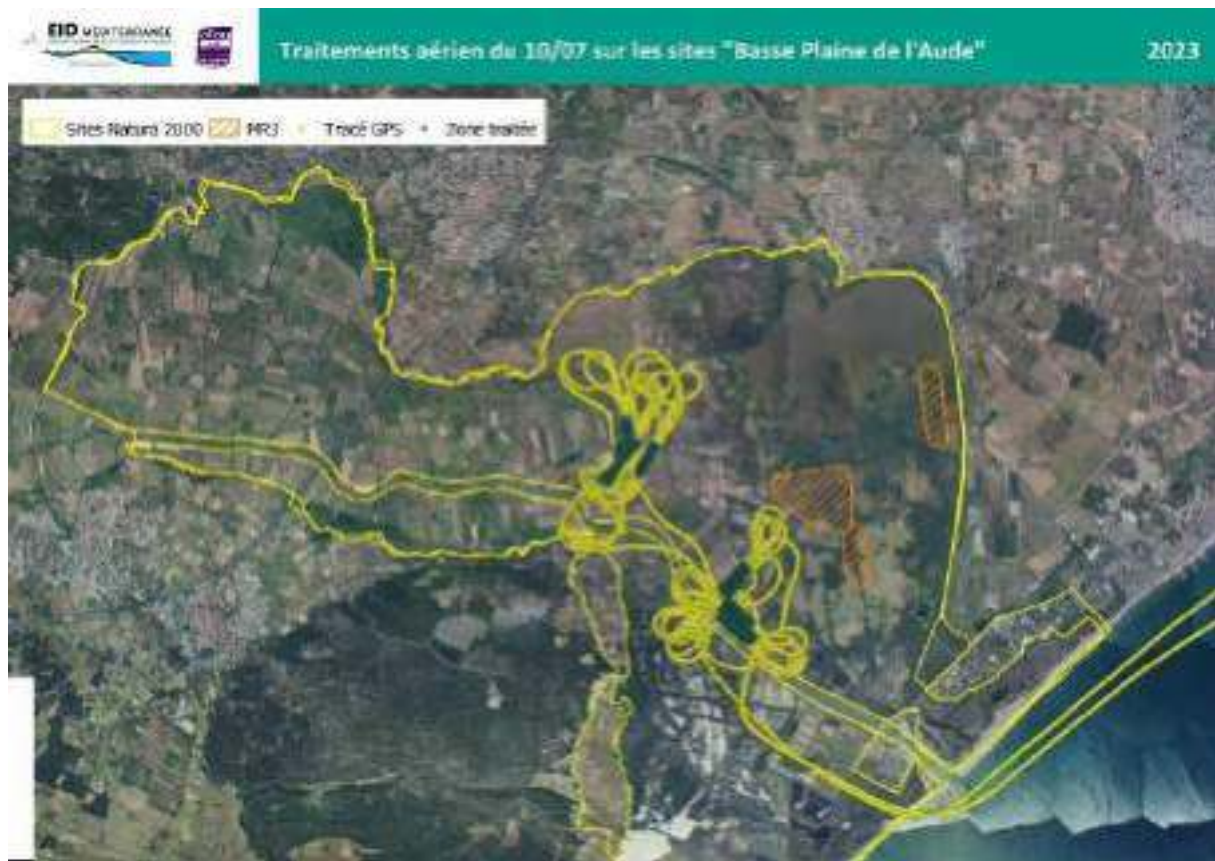 EID MEDITERRANEE
Traitements aérien du 10/07 sur les sites "Basse Plaine de l'Aude"
2023
Sites Natura 2000 MR3 Tracé GPS Zone traitée